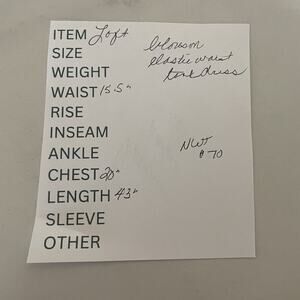 ITEM Loft
SIZE
WEIGHT
WAIST 15.5"
RISE
INSEAM
ANKLE
CHEST 20"
LENGTH 43"
SLEEVE
OTHER
blouson
elastic waist
tank dress
NWT
$70